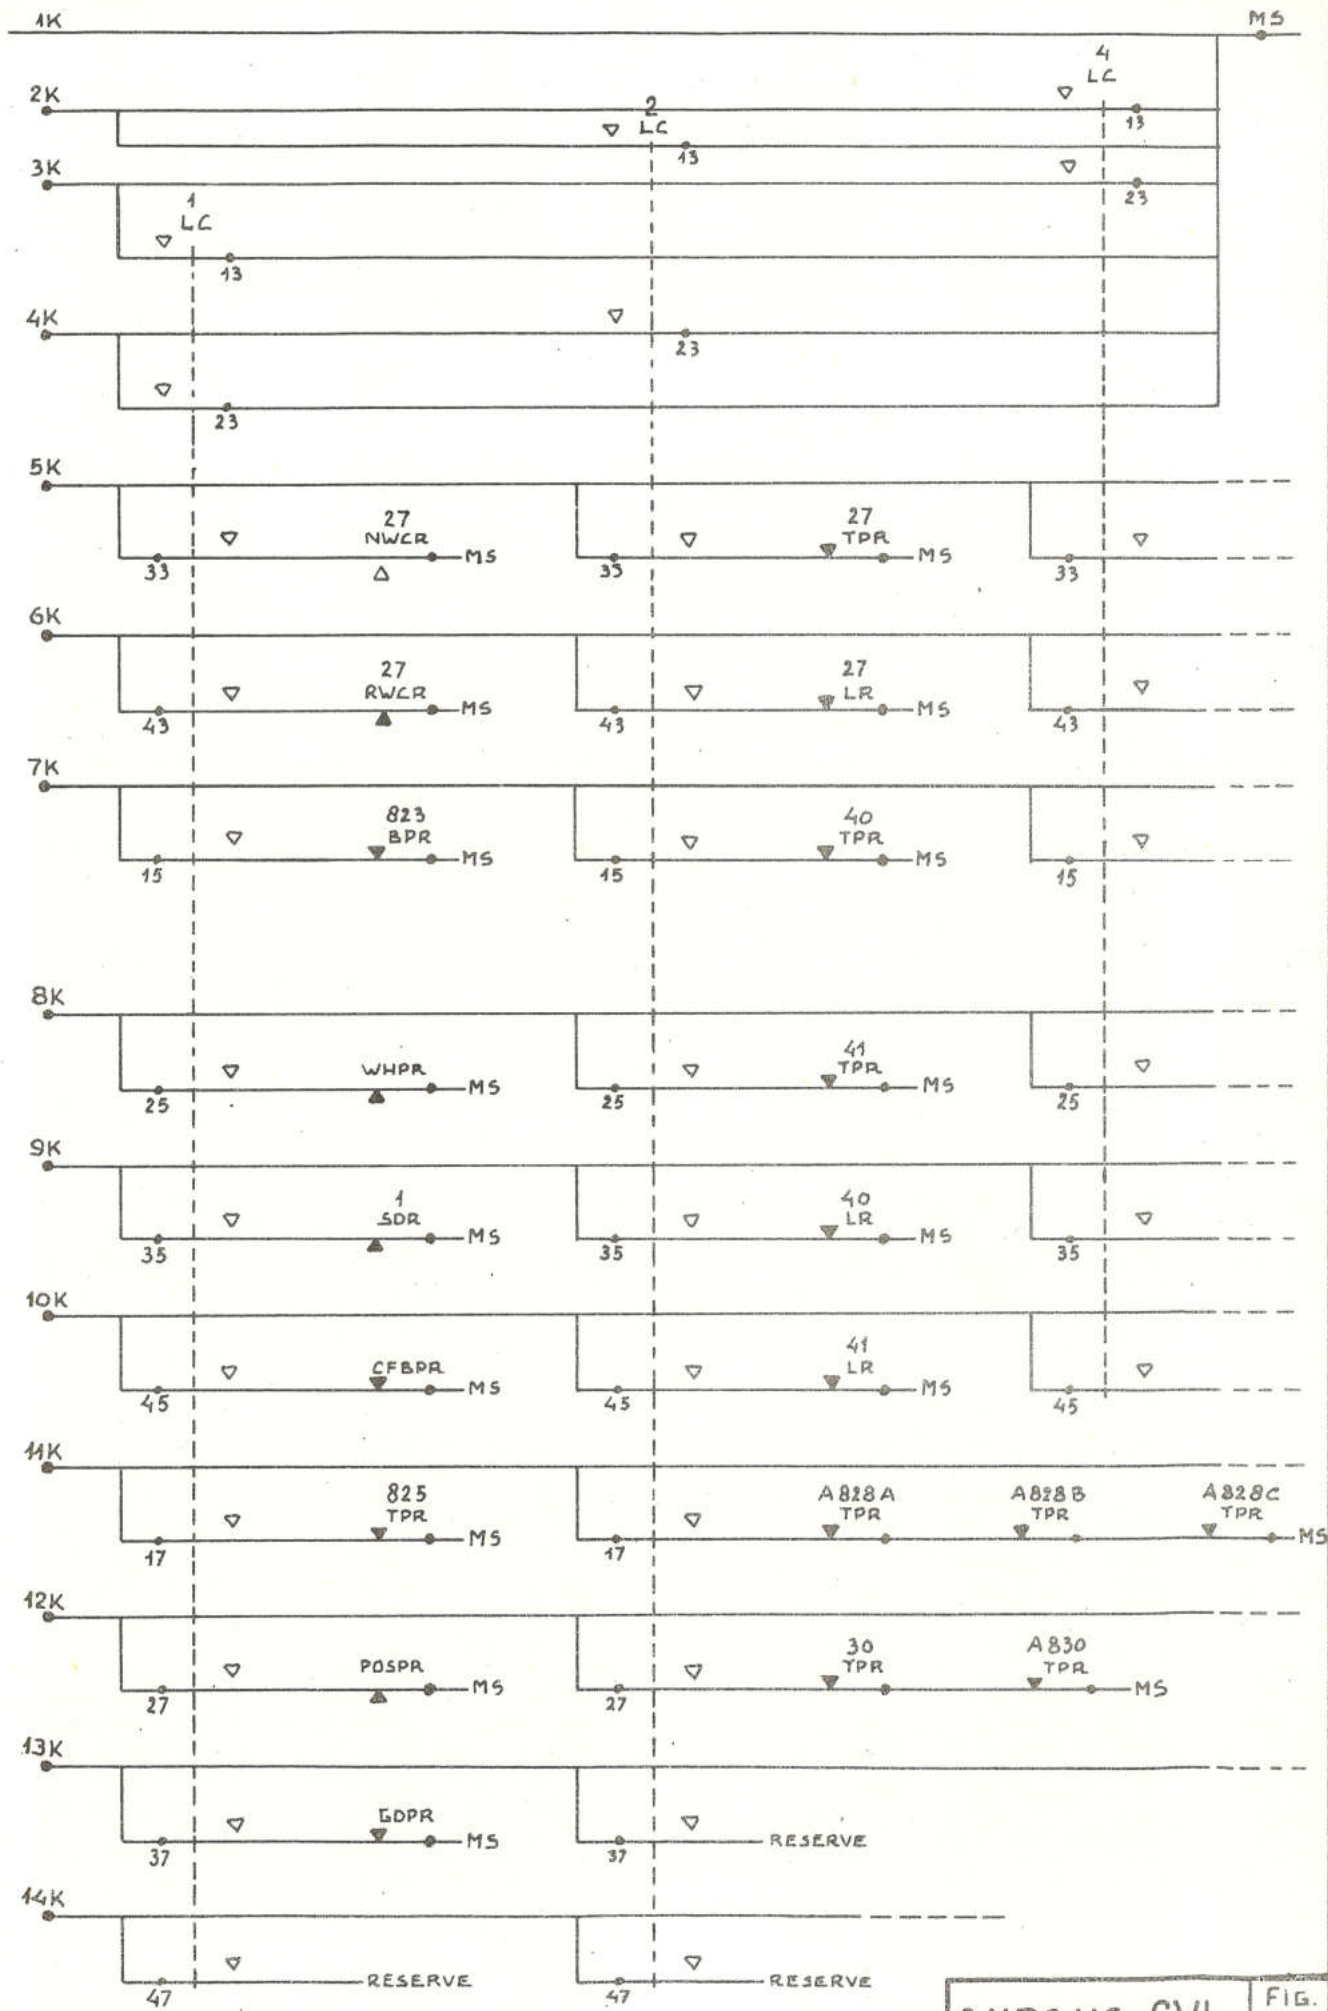 1K
MS
4
LC
2K
13
2
LC
13
3K
23
1
LC
13
4K
23
23
5K
27
NWCR
MS
33
27
TPR
MS
33
33
6K
27
RWCR
MS
43
27
LR
MS
43
43
7K
823
BPR
MS
15
40
TPR
MS
15
15
8K
WHPR
MS
25
41
TPR
MS
25
25
9K
1
SDR
MS
35
40
LR
MS
35
35
10K
CFBPR
MS
45
41
LR
MS
45
45
11K
825
TPR
MS
17
A828A
TPR
A828B
TPR
A828C
TPR
MS
17
12K
POSPR
MS
27
30
TPR
A830
TPR
MS
27
13K
GDPR
MS
37
RESERVE
37
14K
RESERVE
47
RESERVE
47
FIG.